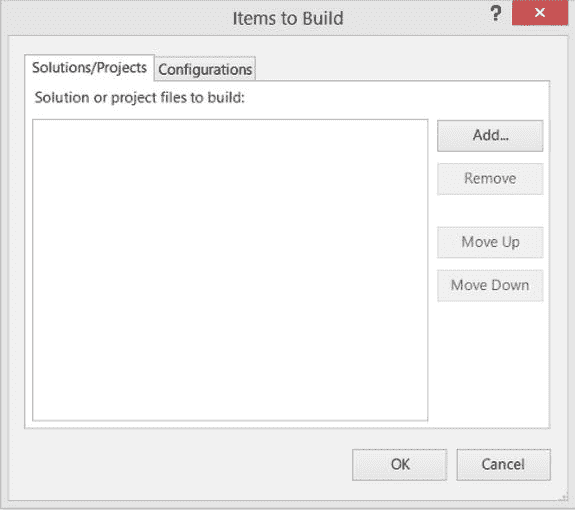 Items to Build
?
Solutions/Projects Configurations
Solution or project files to build:
Add...
Remove
Move Up
Move Down
OK Cancel